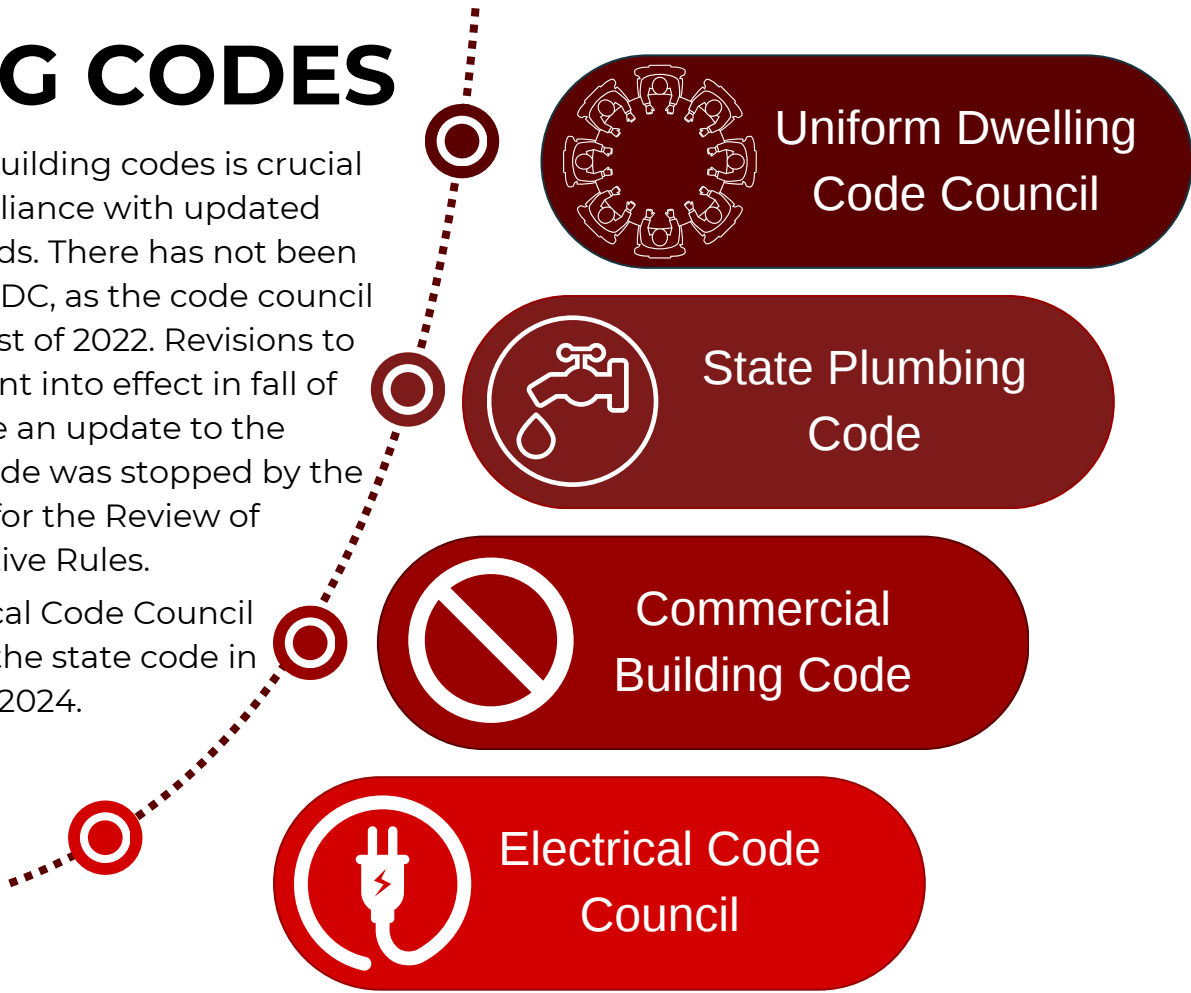 G CODES
uilding codes is crucial
liance with updated
ds. There has not been
DC, as the code council
st of 2022. Revisions to
nt into effect in fall of
e an update to the
de was stopped by the
for the Review of
tive Rules.
cal Code Council
the state code in
2024.
Uniform Dwelling
Code Council
State Plumbing
Code
Commercial
Building Code
Electrical Code
Council